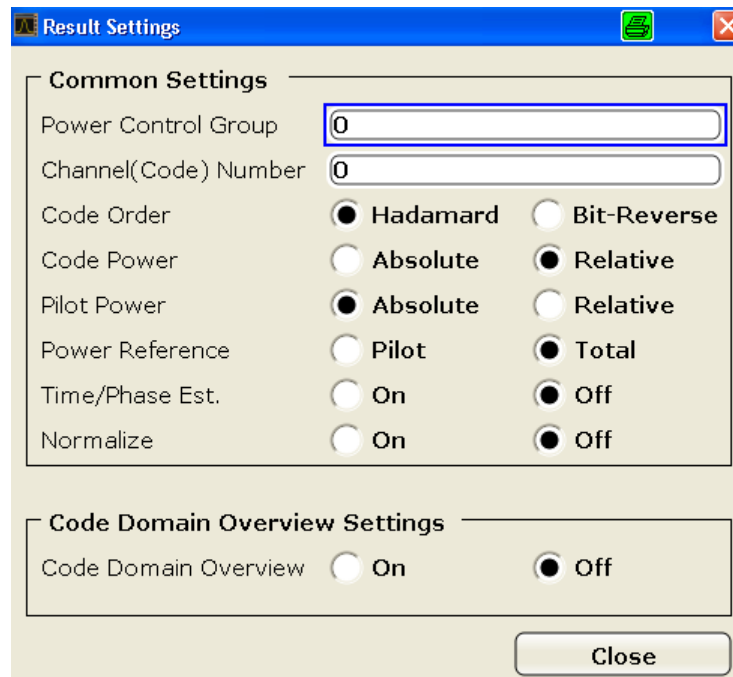 Result Settings
Common Settings
Power Control Group 0
Channel(Code) Number 0
Code Order Hadamard Bit-Reverse
Code Power Absolute Relative
Pilot Power Absolute Relative
Power Reference Pilot Total
Time/Phase Est. On Off
Normalize On Off
Code Domain Overview Settings
Code Domain Overview On Off
Close